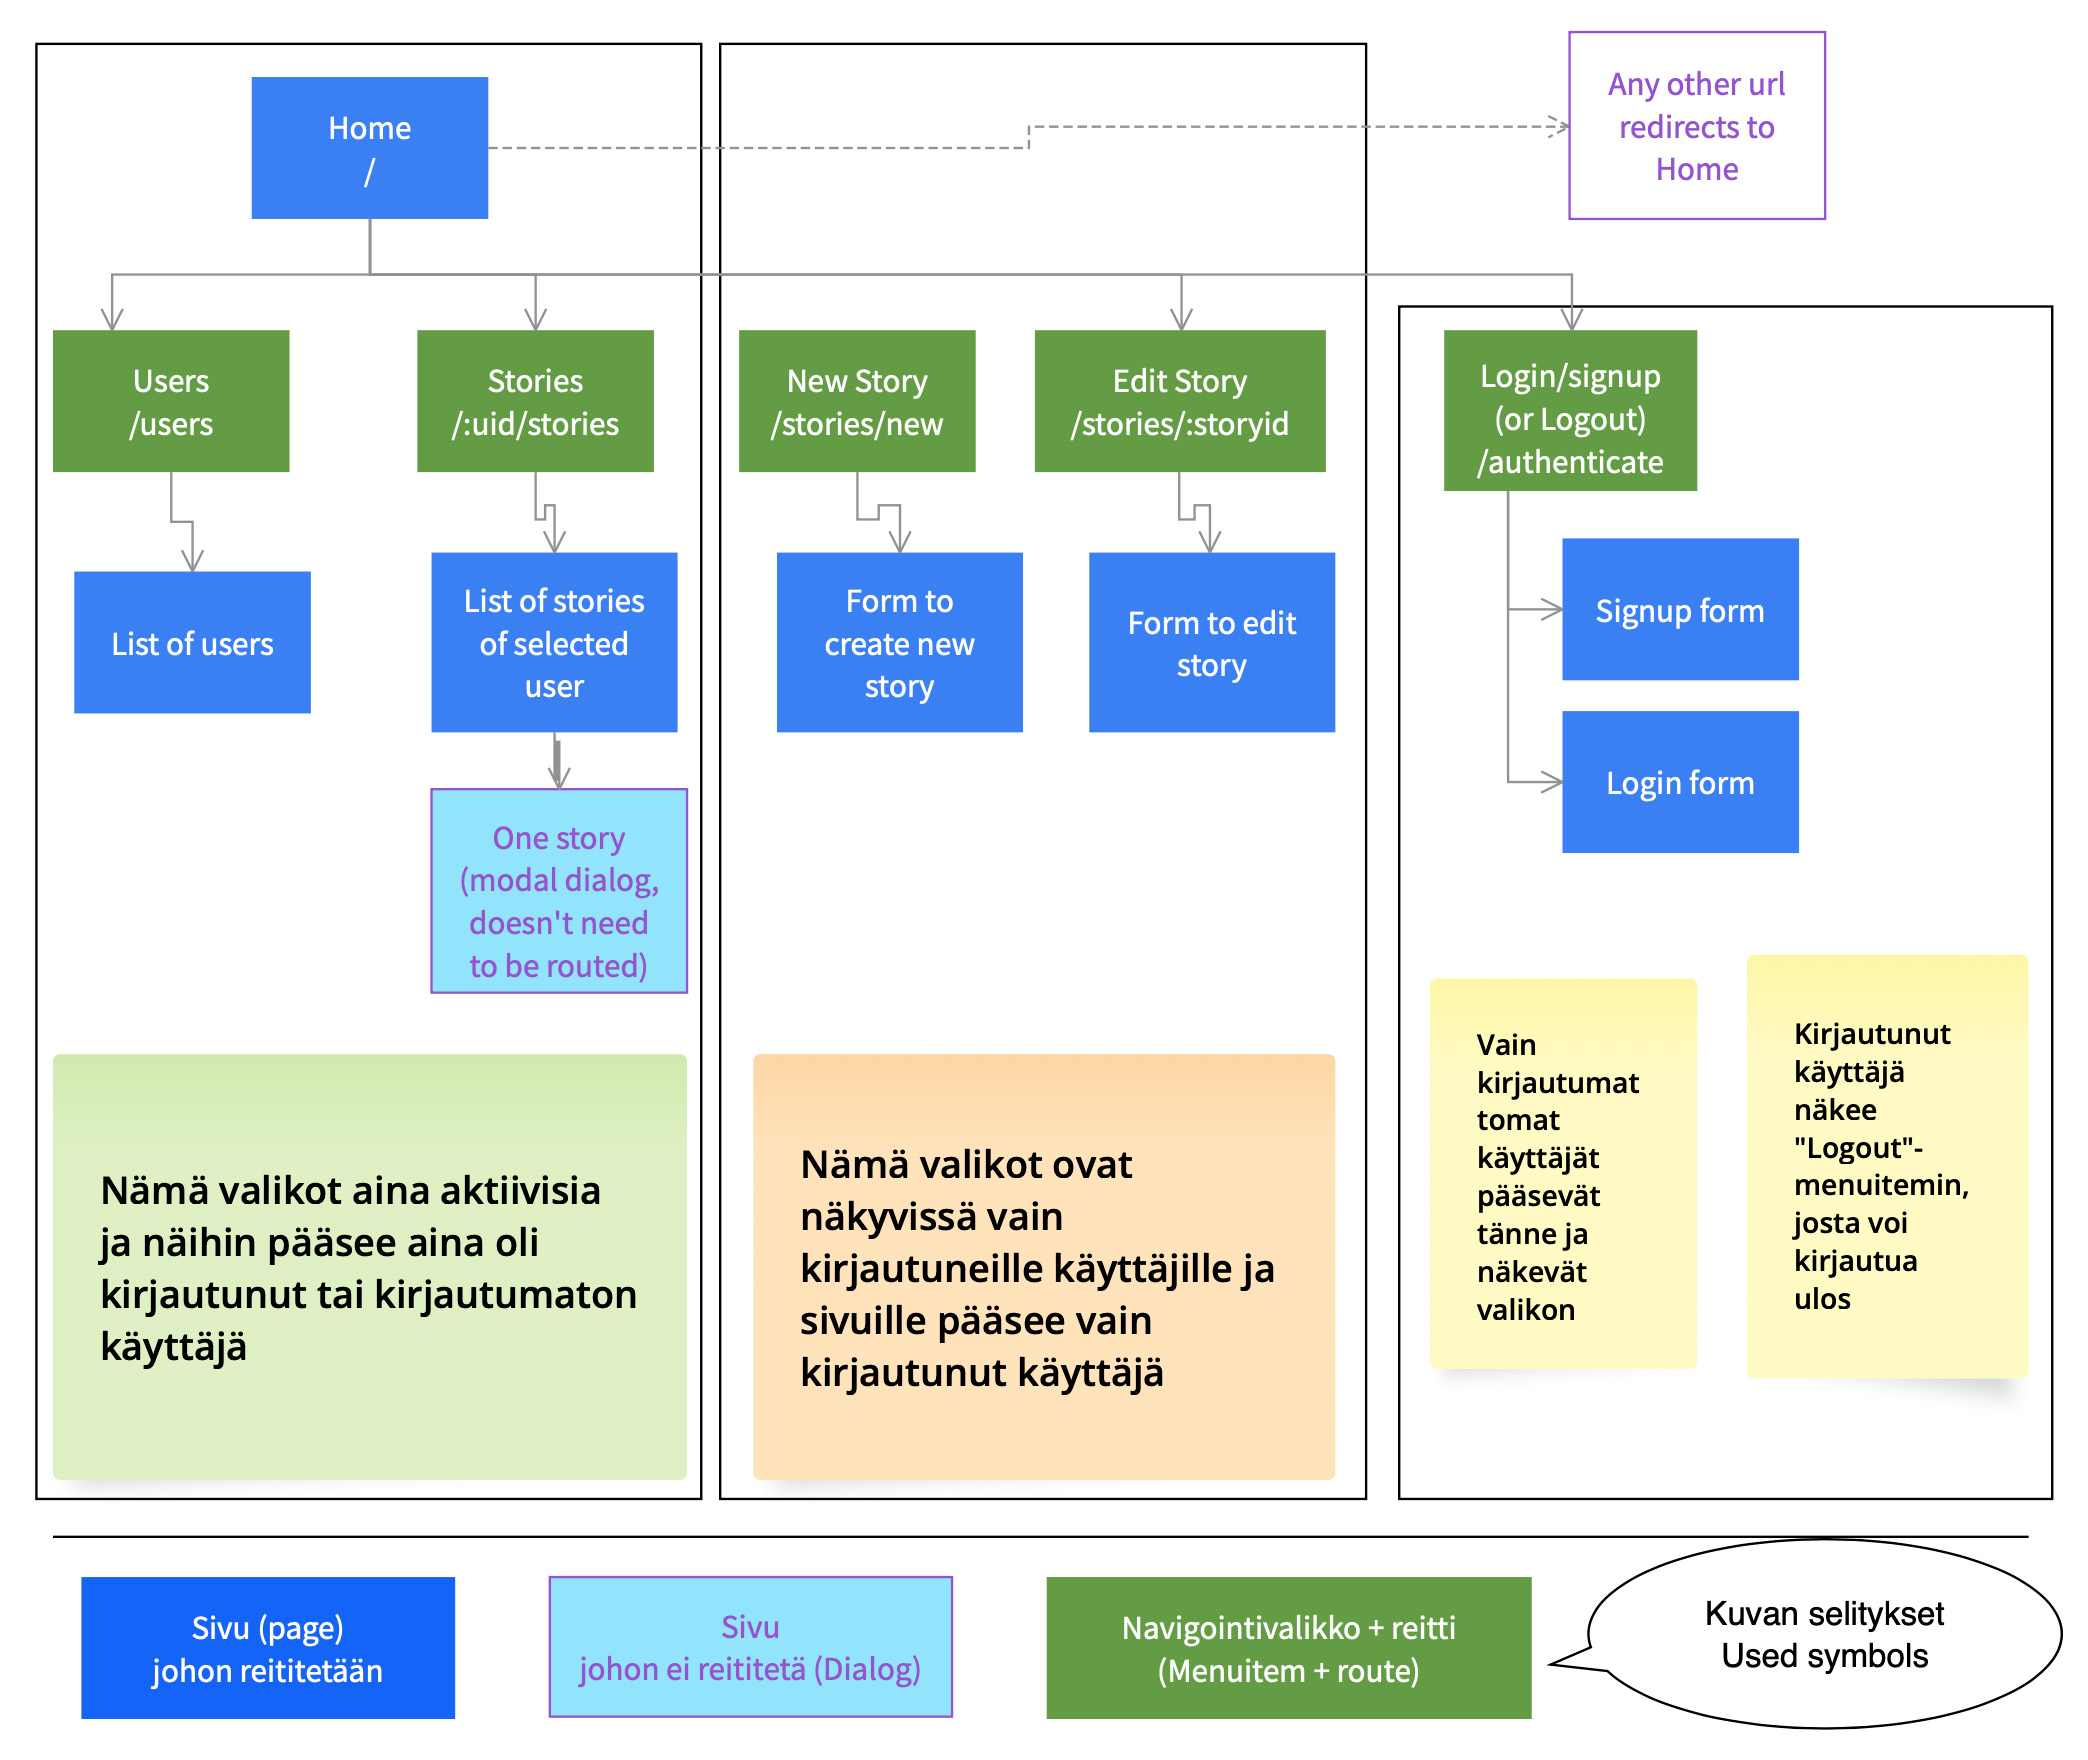 Home
/
Any other url
redirects to
Home
Users
/users
Stories
/:uid/stories
New Story
/stories/new
Edit Story
/stories/:storyid
Login/signup
(or Logout)
/authenticate
List of users
List of stories
of selected
user
Form to
create new
story
Form to edit
story
Signup form
Login form
One story
(modal dialog,
doesn't need
to be routed)
Nämä valikot aina aktiivisia
ja näihin pääsee aina oli
kirjautunut tai kirjautumaton
käyttäjä
Nämä valikot ovat
näkyvissä vain
kirjautuneille käyttäjille ja
sivuille pääsee vain
kirjautunut käyttäjä
Vain
kirjautumat
tomat
käyttäjät
pääsevät
tänne ja
näkevät
valikon
Kirjautunut
käyttäjä
näkee
"Logout"-
menuitemin,
josta voi
kirjautua
ulos
Sivu (page)
johon reititetään
Sivu
johon ei reititetä (Dialog)
Navigointivalikko + reitti
(Menuitem + route)
Kuvan selitykset
Used symbols